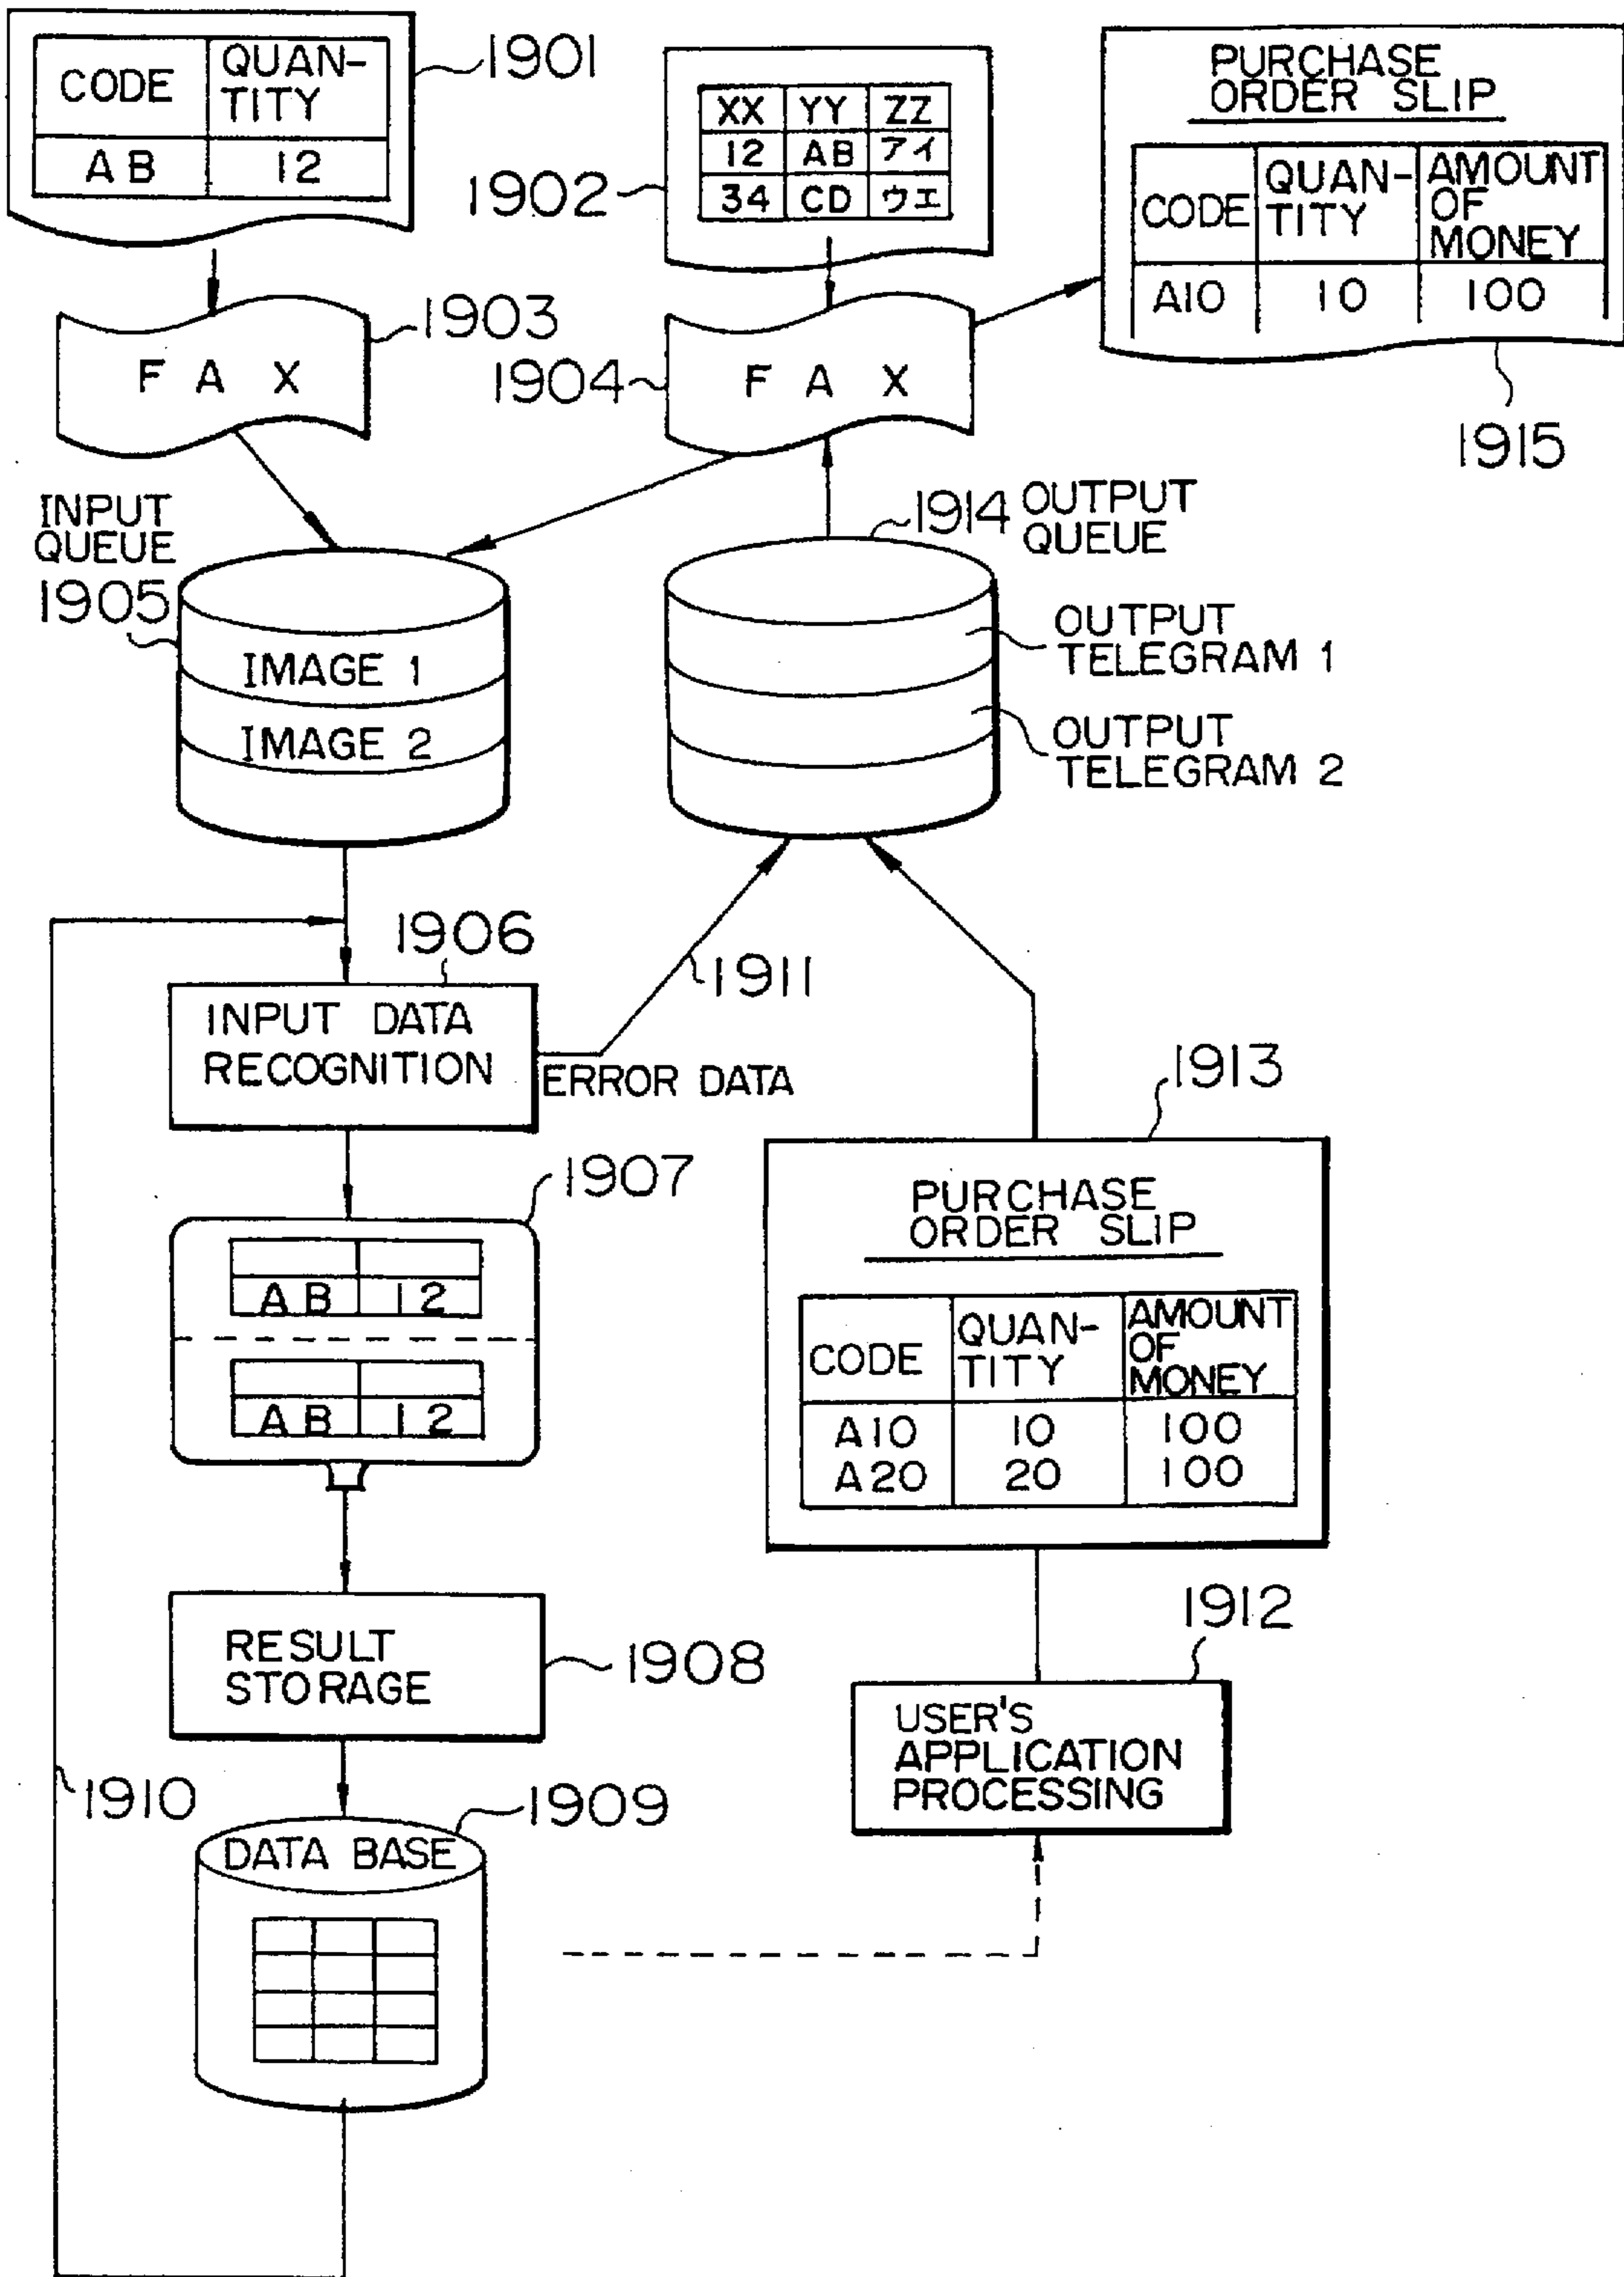 CODE QUAN-
TITY
AB 12
1901
XX YY ZZ
12 AB アイ
34 CD ウエ
1902
PURCHASE
ORDER SLIP
CODE QUAN-
TITY AMOUNT
OF
MONEY
A10 10 100
1915
FAX
1903
FAX
1904
INPUT
QUEUE
1905
IMAGE 1
IMAGE 2
1914 OUTPUT
QUEUE
OUTPUT
TELEGRAM 1
OUTPUT
TELEGRAM 2
1906
INPUT DATA
RECOGNITION
ERROR DATA
1911
1907
AB 12
AB 12
1913
PURCHASE
ORDER SLIP
CODE QUAN-
TITY AMOUNT
OF
MONEY
A10 10 100
A20 20 100
RESULT
STORAGE
1908
1912
USER'S
APPLICATION
PROCESSING
1910
1909
DATA BASE